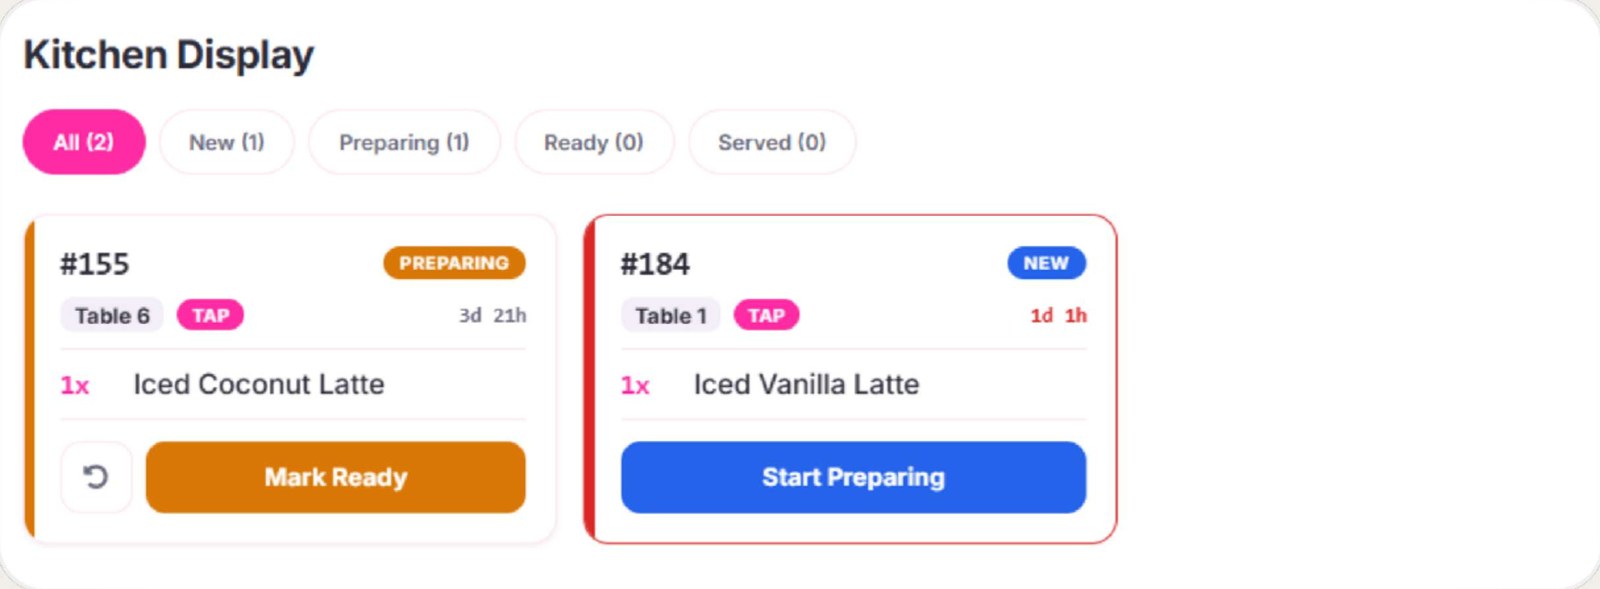 Kitchen Display
All (2) New (1) Preparing (1) Ready (0) Served (0)
#155 PREPARING
Table 6 TAP 3d 21h
1x Iced Coconut Latte
Mark Ready
#184 NEW
Table 1 TAP 1d 1h
1x Iced Vanilla Latte
Start Preparing